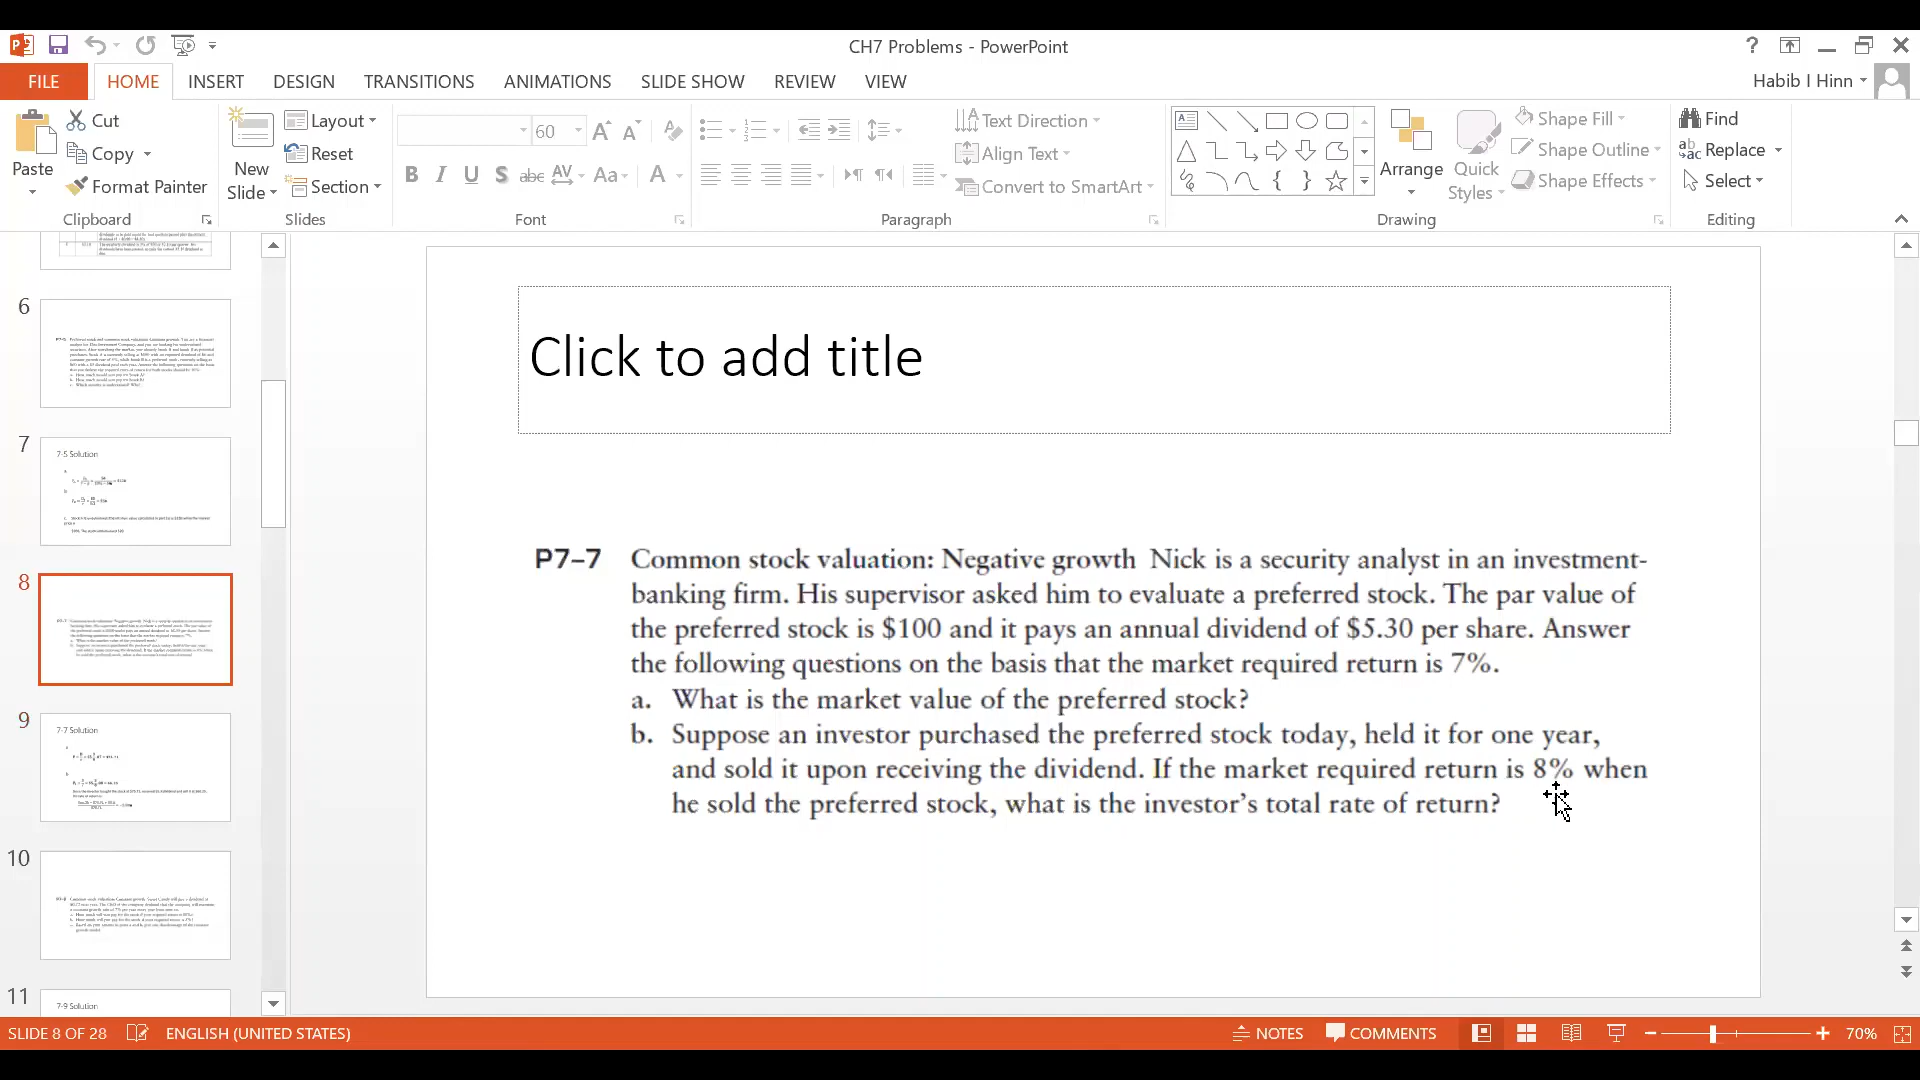 CH7 Problems - PowerPoint
?
Habib I Hinn
FILE HOME INSERT DESIGN TRANSITIONS ANIMATIONS SLIDE SHOW REVIEW VIEW
Paste
Cut
Copy
Format Painter
Clipboard
New
Slide
Layout
Reset
Section
Slides
60
B I U S abc AV Aa A
Font
Text Direction
Align Text
Convert to SmartArt
Paragraph
Arrange
Quick
Styles
Shape Fill
Shape Outline
Shape Effects
Drawing
Find
Replace
Select
Editing
6
7
7-5 Solution
8
9
7-7 Solution
10
11
7-9 Solution
Click to add title
P7–7 Common stock valuation: Negative growth Nick is a security analyst in an investment-
banking firm. His supervisor asked him to evaluate a preferred stock. The par value of
the preferred stock is $100 and it pays an annual dividend of $5.30 per share. Answer
the following questions on the basis that the market required return is 7%.
a. What is the market value of the preferred stock?
b. Suppose an investor purchased the preferred stock today, held it for one year,
and sold it upon receiving the dividend. If the market required return is 8% when
he sold the preferred stock, what is the investor's total rate of return?
SLIDE 8 OF 28 ENGLISH (UNITED STATES) NOTES COMMENTS 70%